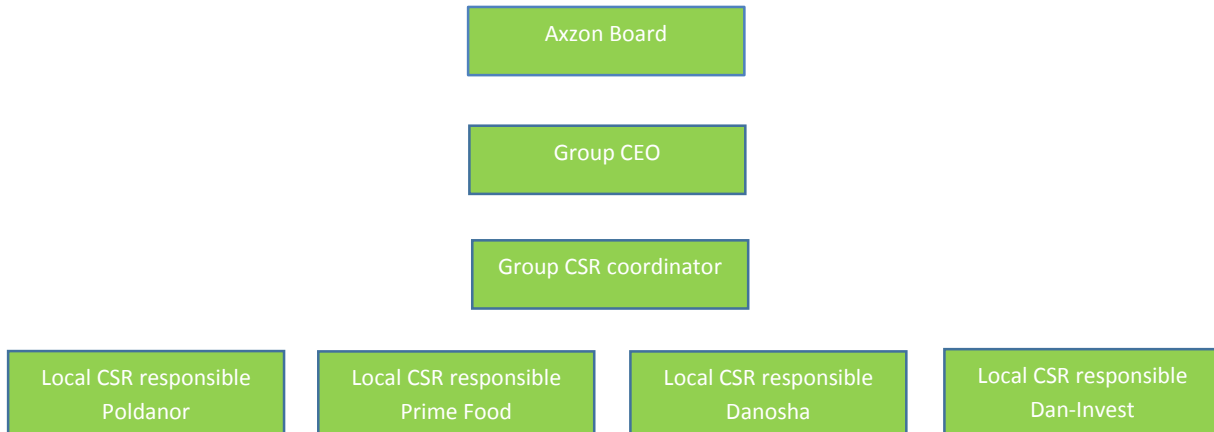 Axzon Board
Group CEO
Group CSR coordinator
Local CSR responsible
Poldanor
Local CSR responsible
Prime Food
Local CSR responsible
Danosha
Local CSR responsible
Dan-Invest